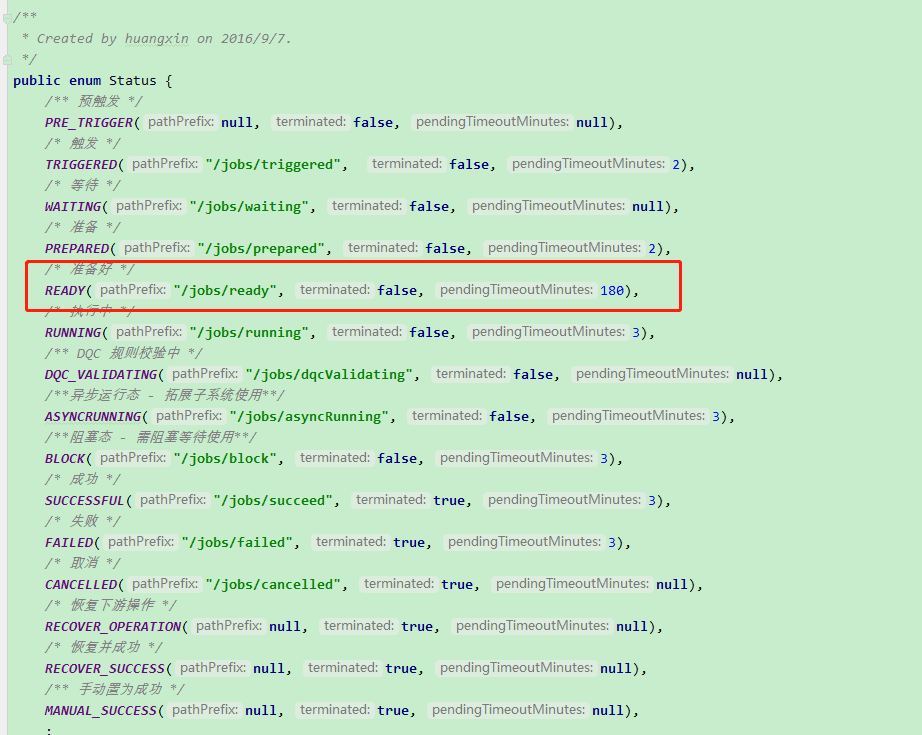 /**
 * Created by huangxin on 2016/9/7.
 */
public enum Status {
    /** 预触发 */
    PRE_TRIGGER( pathPrefix: null, terminated: false, pendingTimeoutMinutes: null),
    /* 触发 */
    TRIGGERED( pathPrefix: "/jobs/triggered", terminated: false, pendingTimeoutMinutes: 2),
    /* 等待 */
    WAITING( pathPrefix: "/jobs/waiting", terminated: false, pendingTimeoutMinutes: null),
    /* 准备 */
    PREPARED( pathPrefix: "/jobs/prepared", terminated: false, pendingTimeoutMinutes: 2),
    /* 准备好 */
    READY( pathPrefix: "/jobs/ready", terminated: false, pendingTimeoutMinutes: 180),
    /* 执行中 */
    RUNNING( pathPrefix: "/jobs/running", terminated: false, pendingTimeoutMinutes: 3),
    /** DQC 规则校验中 */
    DQC_VALIDATING( pathPrefix: "/jobs/dqcValidating", terminated: false, pendingTimeoutMinutes: null),
    /**异步运行态 - 拓展子系统使用**/
    ASYNCRUNNING( pathPrefix: "/jobs/asyncRunning", terminated: false, pendingTimeoutMinutes: 3),
    /**阻塞态 - 需阻塞等待使用**/
    BLOCK( pathPrefix: "/jobs/block", terminated: false, pendingTimeoutMinutes: 3),
    /* 成功 */
    SUCCESSFUL( pathPrefix: "/jobs/succeed", terminated: true, pendingTimeoutMinutes: 3),
    /* 失败 */
    FAILED( pathPrefix: "/jobs/failed", terminated: true, pendingTimeoutMinutes: 3),
    /* 取消 */
    CANCELLED( pathPrefix: "/jobs/cancelled", terminated: true, pendingTimeoutMinutes: null),
    /* 恢复下游操作 */
    RECOVER_OPERATION( pathPrefix: null, terminated: true, pendingTimeoutMinutes: null),
    /* 恢复并成功 */
    RECOVER_SUCCESS( pathPrefix: null, terminated: true, pendingTimeoutMinutes: null),
    /** 手动置为成功 */
    MANUAL_SUCCESS( pathPrefix: null, terminated: true, pendingTimeoutMinutes: null),
    ;